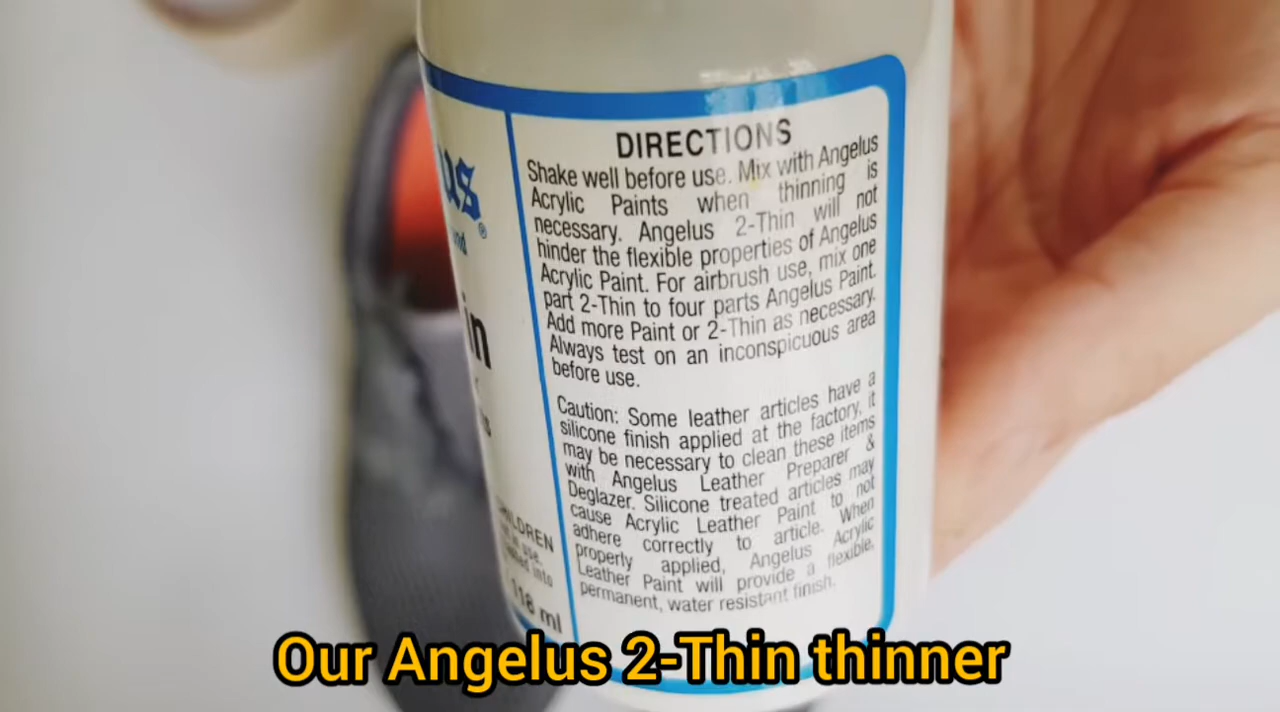 DIRECTIONS
Shake well before use. Mix with Angelus
Acrylic Paints when thinning is
necessary. Angelus 2-Thin will not
hinder the flexible properties of Angelus
Acrylic Paint. For airbrush use, mix one
part 2-Thin to four parts Angelus Paint.
Add more Paint or 2-Thin as necessary.
Always test on an inconspicuous area
before use.
Caution: Some leather articles have a
silicone finish applied at the factory, it
may be necessary to clean these items
with Angelus Leather Preparer &
Deglazer. Silicone treated articles may
cause Acrylic Leather Paint to not
adhere correctly to article. When
properly applied, Angelus Acrylic
Leather Paint will provide a flexible,
permanent, water resistant finish.
118 ml
Our Angelus 2-Thin thinner